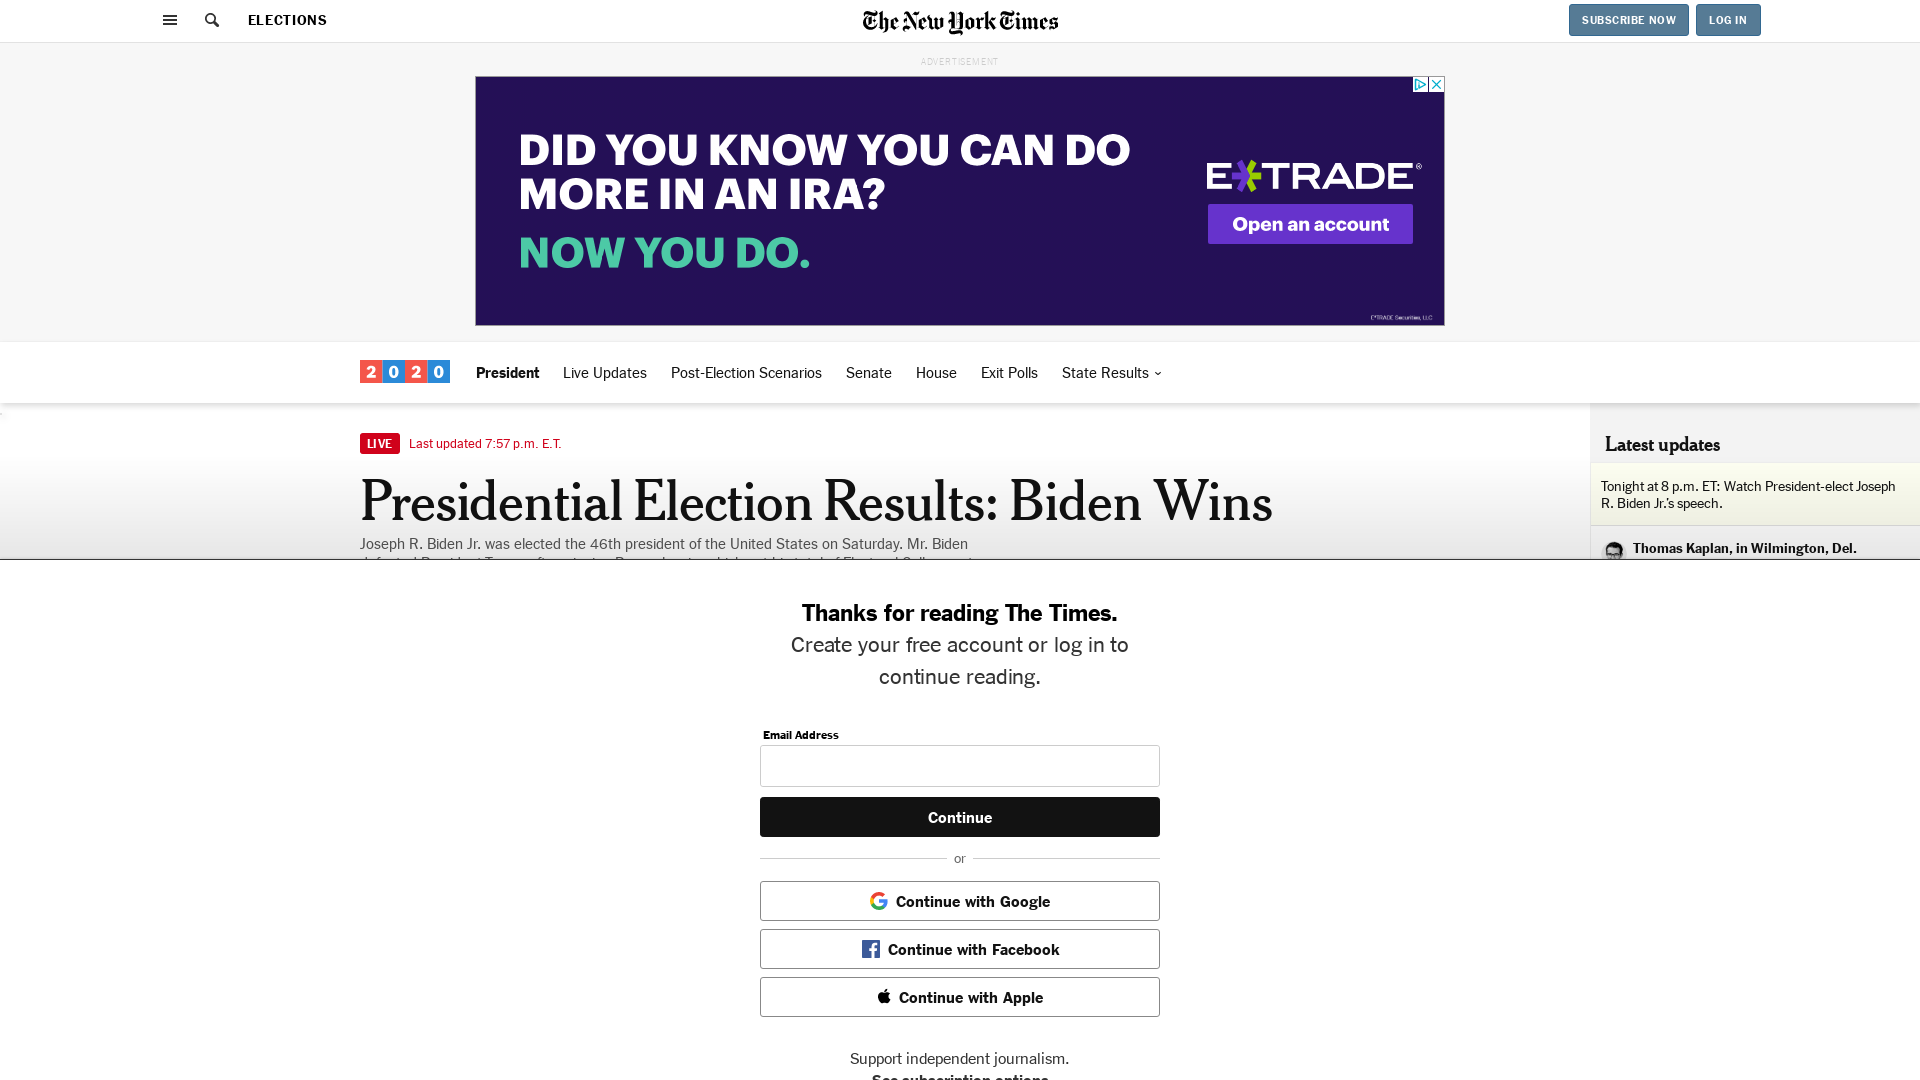 ELECTIONS
The New York Times
SUBSCRIBE NOW
LOG IN
ADVERTISEMENT
DID YOU KNOW YOU CAN DO
MORE IN AN IRA?
NOW YOU DO.
E*TRADE®
Open an account
E*TRADE Securities, LLC
2020
President
Live Updates
Post-Election Scenarios
Senate
House
Exit Polls
State Results
LIVE
Last updated 7:57 p.m. E.T.
Presidential Election Results: Biden Wins
Joseph R. Biden Jr. was elected the 46th president of the United States on Saturday. Mr. Biden
Latest updates
Tonight at 8 p.m. ET: Watch President-elect Joseph
R. Biden Jr.’s speech.
Thomas Kaplan, in Wilmington, Del.
Thanks for reading The Times.
Create your free account or log in to
continue reading.
Email Address
Continue
or
Continue with Google
Continue with Facebook
Continue with Apple
Support independent journalism.
See subscription options